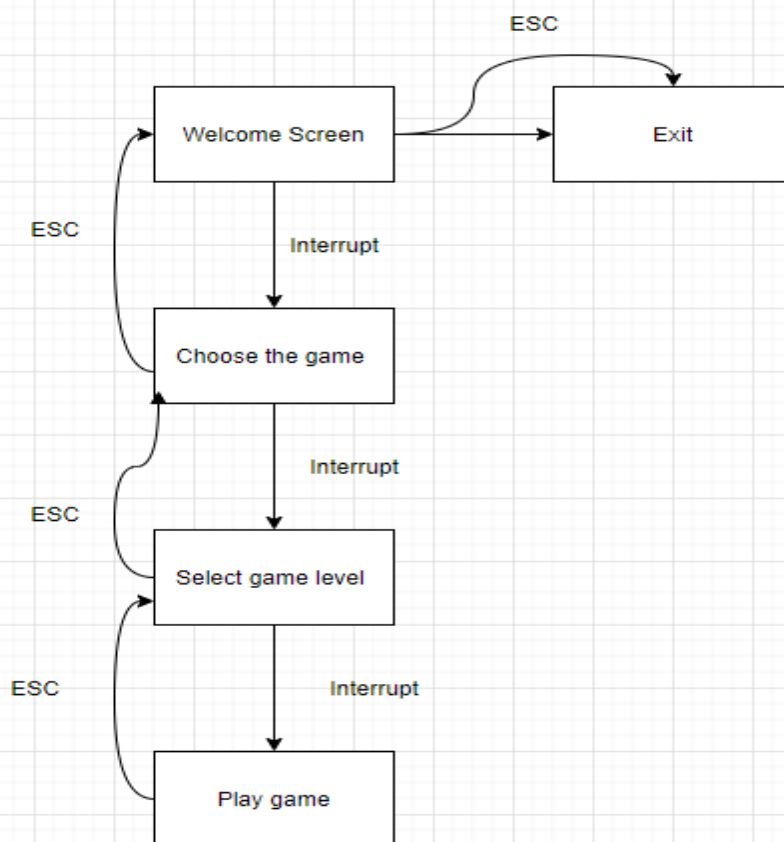 ESC
Welcome Screen
Exit
ESC
Interrupt
Choose the game
Interrupt
ESC
Select game level
ESC
Interrupt
Play game